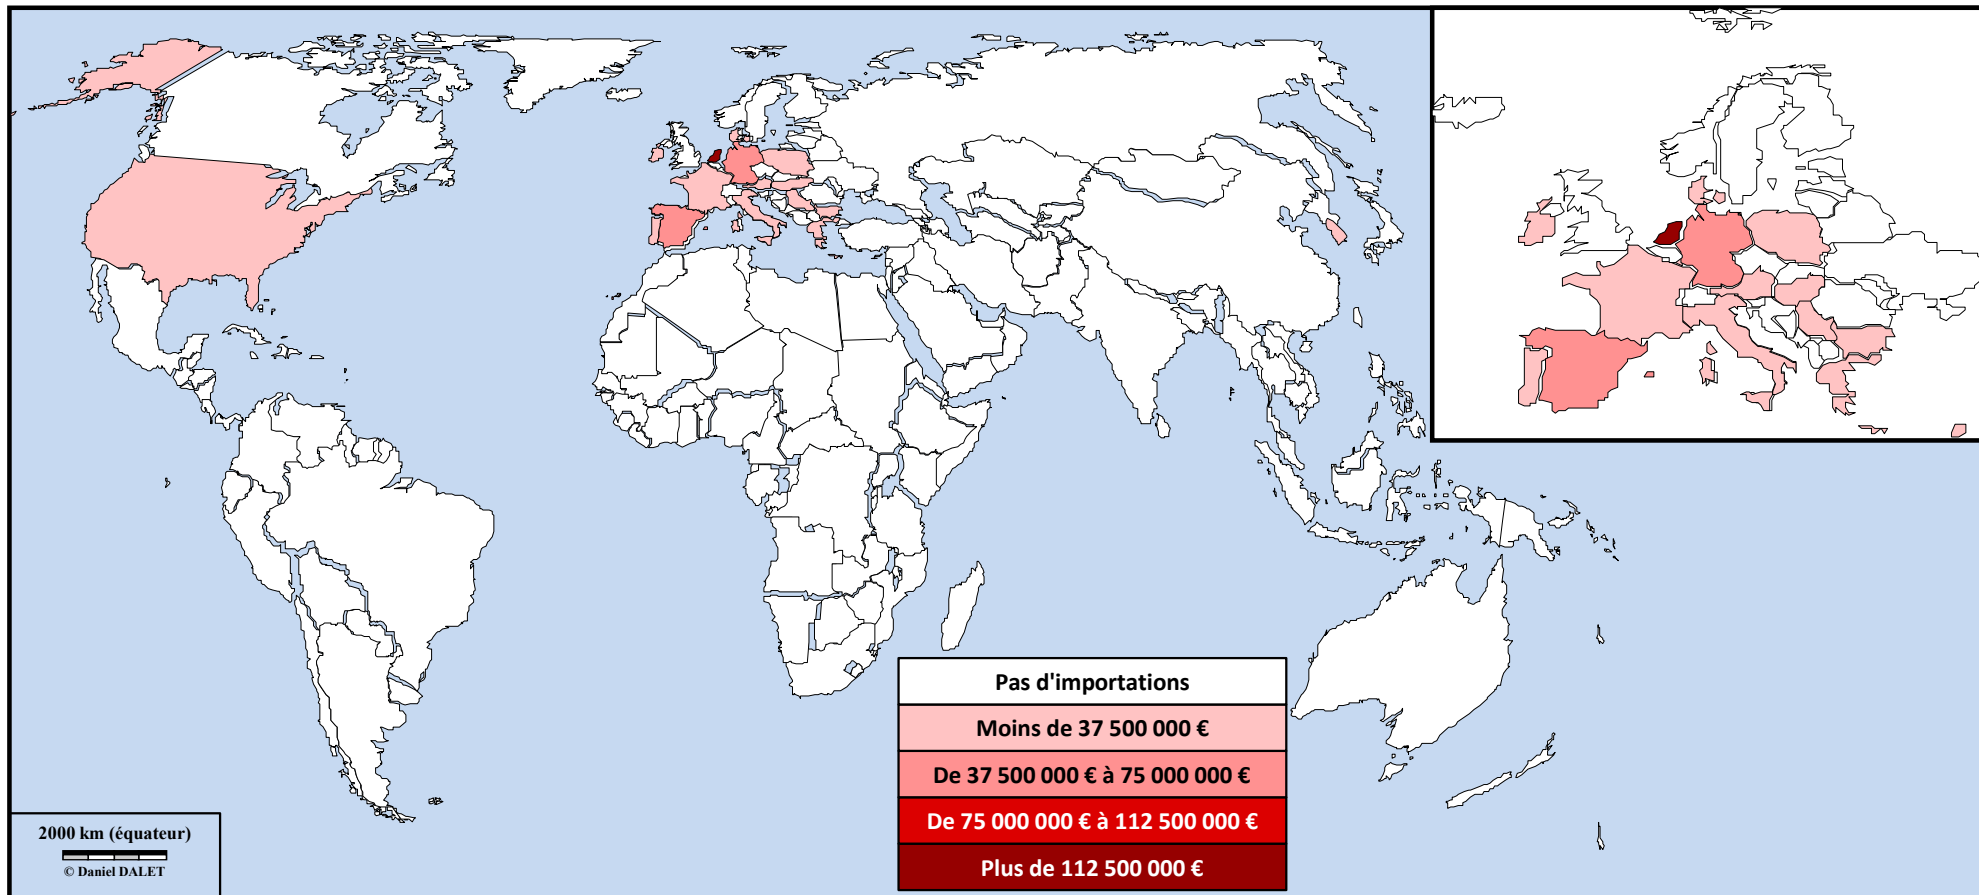 Pas d'importations
Moins de 37 500 000 €
De 37 500 000 € à 75 000 000 €
De 75 000 000 € à 112 500 000 €
Plus de 112 500 000 €
2000 km (équateur)
© Daniel DALET